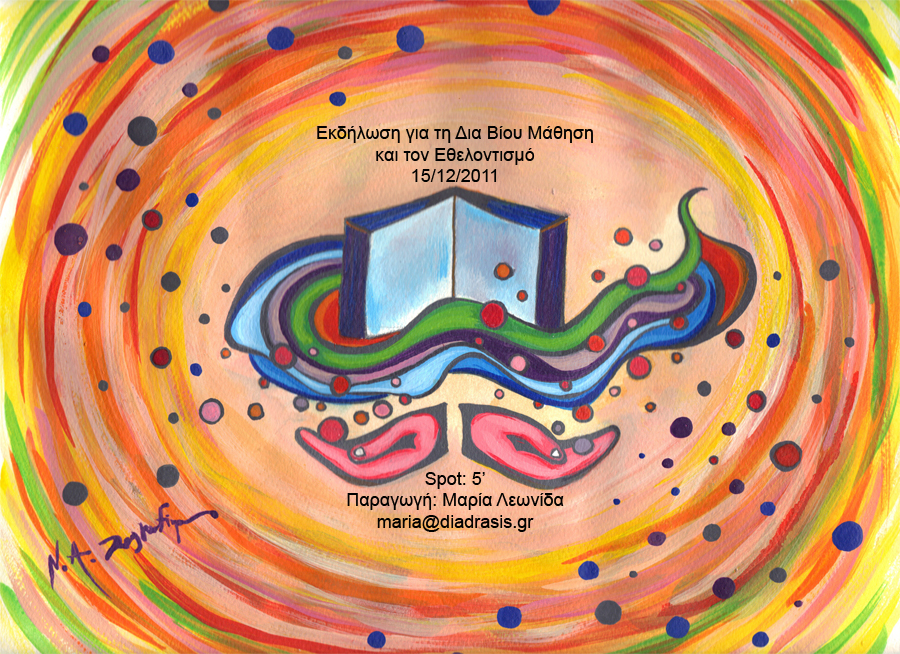 Εκδήλωση για τη Δια Βίου Μάθηση
και τον Εθελοντισμό
15/12/2011
Spot: 5’
Παραγωγή: Μαρία Λεωνίδα
maria@diadrasis.gr
N. A.